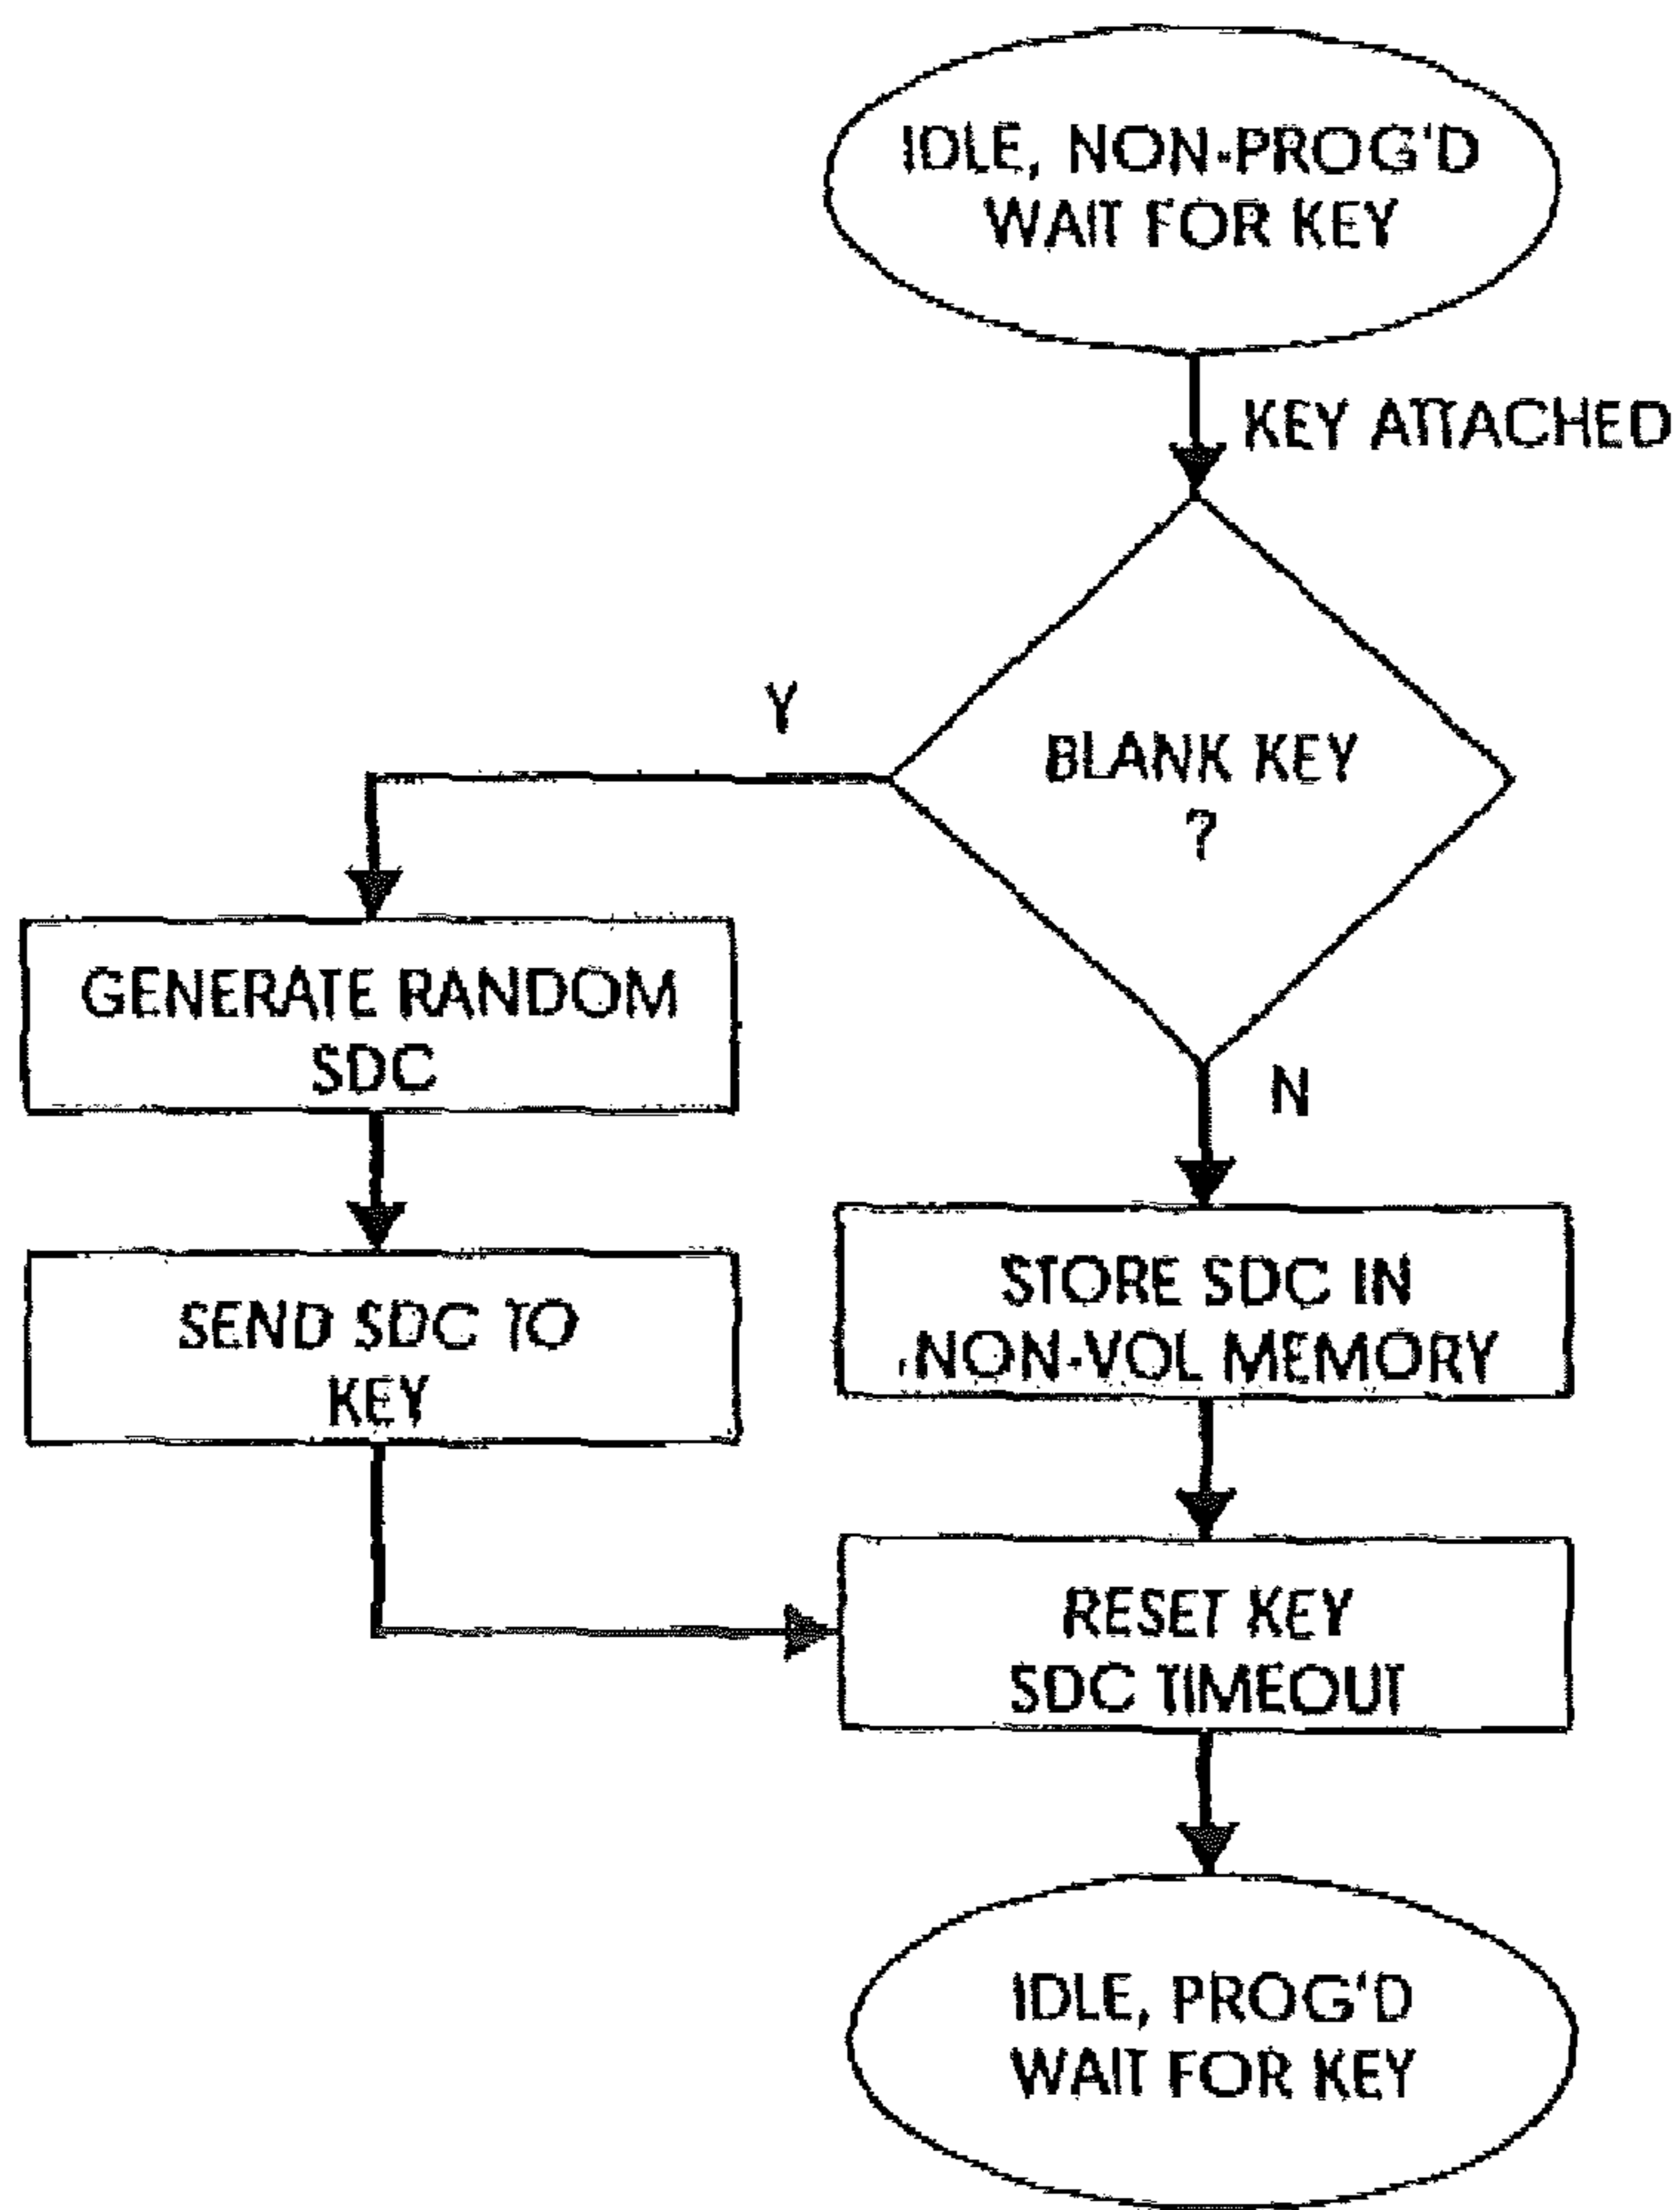 IDLE, NON-PROG'D
WAIT FOR KEY
KEY ATTACHED
BLANK KEY
?
Y
N
GENERATE RANDOM
SDC
SEND SDC TO
KEY
STORE SDC IN
NON-VOL MEMORY
RESET KEY
SDC TIMEOUT
IDLE, PROG'D
WAIT FOR KEY